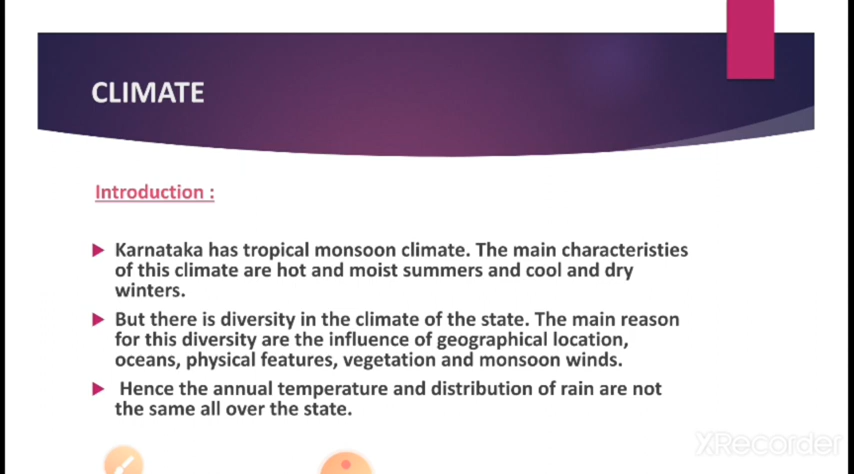 CLIMATE
Introduction :
Karnataka has tropical monsoon climate. The main characteristies
of this climate are hot and moist summers and cool and dry
winters.
But there is diversity in the climate of the state. The main reason
for this diversity are the influence of geographical location,
oceans, physical features, vegetation and monsoon winds.
Hence the annual temperature and distribution of rain are not
the same all over the state.
XRecorder